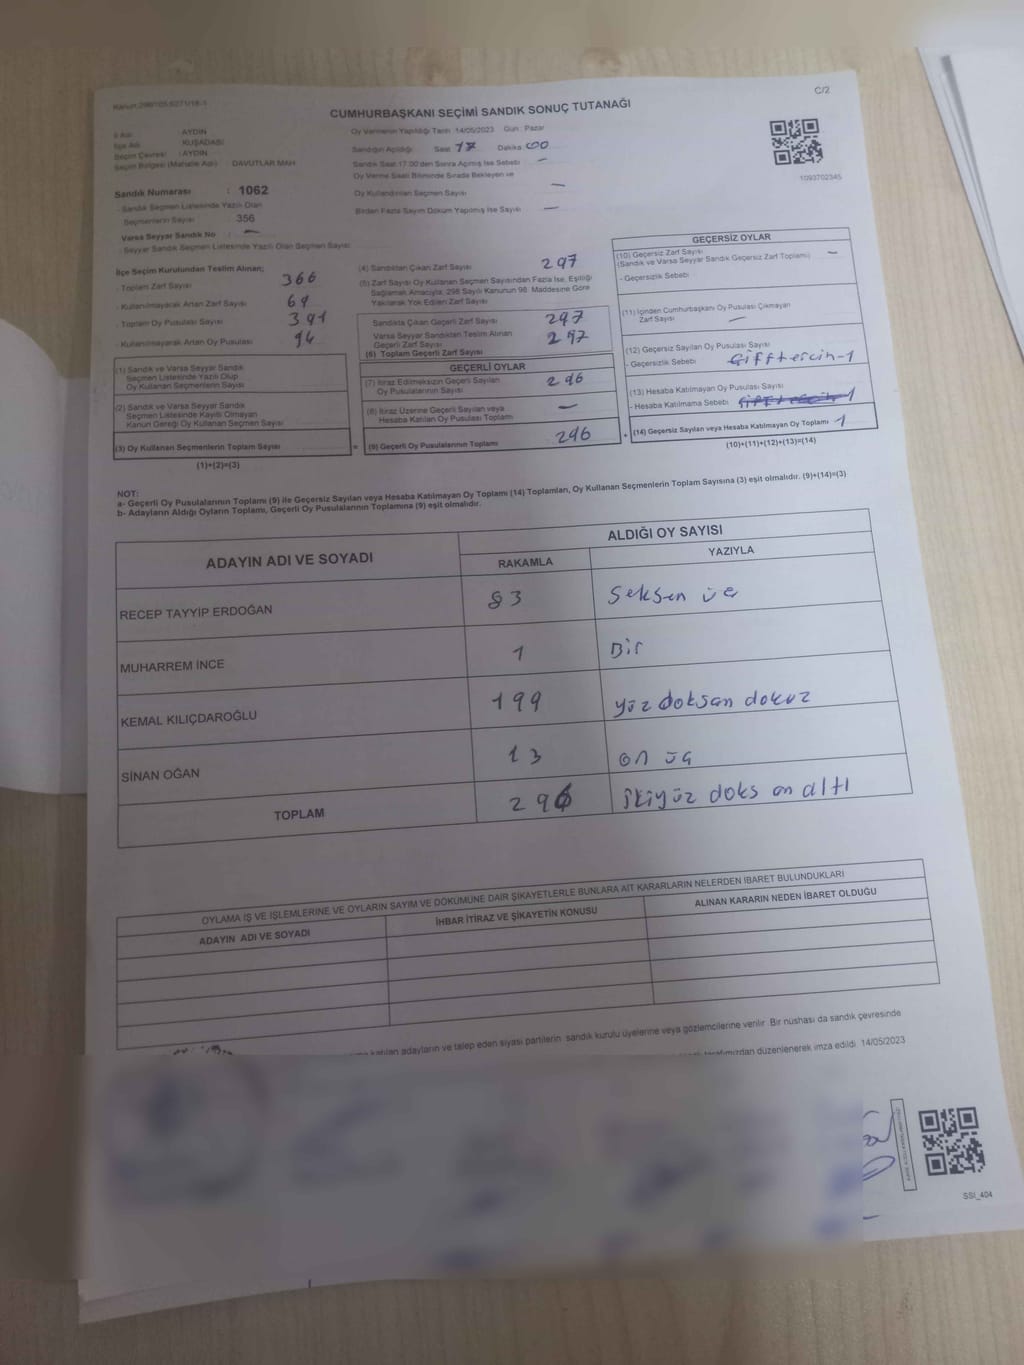 C/2
CUMHURBAŞKANI SEÇİMİ SANDIK SONUÇ TUTANAĞI
İl Adı : AYDIN
İlçe Adı : KUŞADASI
Seçim Çevresi : AYDIN
Seçim Bölgesi (Mahalle Adı) : DAVUTLAR MAH
Sandık Numarası : 1062
- Sandık Seçmen Listesinde Yazılı Olan
Seçmenlerin Sayısı 356
Varsa Seyyar Sandık No : —
- Seyyar Sandık Seçmen Listesinde Yazılı Olan Seçmen Sayısı
Oy Vermenin Yapıldığı Tarih 14/05/2023 Gün : Pazar
Sandığın Açıldığı Saat 17 Dakika 00
Sandık Saat 17:00'den Sonra Açılmış İse Sebebi —
Oy Verme Saati Bitiminde Sırada Bekleyen ve
Oy Kullandırılan Seçmen Sayısı —
Birden Fazla Sayım Döküm Yapılmış İse Sayısı —
1093702345
İlçe Seçim Kurulundan Teslim Alınan;
- Toplam Zarf Sayısı 366
- Kullanılmayarak Artan Zarf Sayısı 69
- Toplam Oy Pusulası Sayısı 391
- Kullanılmayarak Artan Oy Pusulası 94
(1) Sandık ve Varsa Seyyar Sandık
Seçmen Listesinde Yazılı Olup
Oy Kullanan Seçmenlerin Sayısı
(2) Sandık ve Varsa Seyyar Sandık
Seçmen Listesinde Kayıtlı Olmayan
Kanun Gereği Oy Kullanan Seçmen Sayısı
(3) Oy Kullanan Seçmenlerin Toplam Sayısı
(1)+(2)=(3)
(4) Sandıktan Çıkan Zarf Sayısı 297
(5) Zarf Sayısı Oy Kullanan Seçmen Sayısından Fazla İse, Eşitliği
Sağlamak Amacıyla, 298 Sayılı Kanunun 98. Maddesine Göre
Yakılarak Yok Edilen Zarf Sayısı
Sandıkta Çıkan Geçerli Zarf Sayısı 297
Varsa Seyyar Sandıktan Teslim Alınan
Geçerli Zarf Sayısı 297
(6) Toplam Geçerli Zarf Sayısı
GEÇERLİ OYLAR
(7) İtiraz Edilmeksizin Geçerli Sayılan
Oy Pusulalarının Sayısı 296
(8) İtiraz Üzerine Geçerli Sayılan veya
Hesaba Katılan Oy Pusulası Toplamı —
= (9) Geçerli Oy Pusulalarının Toplamı 296
GEÇERSİZ OYLAR
(10) Geçersiz Zarf Sayısı
(Sandık ve Varsa Seyyar Sandık Geçersiz Zarf Toplamı) —
- Geçersizlik Sebebi
(11) İçinden Cumhurbaşkanı Oy Pusulası Çıkmayan
Zarf Sayısı —
(12) Geçersiz Sayılan Oy Pusulası Sayısı
- Geçersizlik Sebebi Çift tercih-1
(13) Hesaba Katılmayan Oy Pusulası Sayısı
- Hesaba Katılmama Sebebi 1
+ (14) Geçersiz Sayılan veya Hesaba Katılmayan Oy Toplamı 1
(10)+(11)+(12)+(13)=(14)
NOT:
a- Geçerli Oy Pusulalarının Toplamı (9) ile Geçersiz Sayılan veya Hesaba Katılmayan Oy Toplamı (14) Toplamları, Oy Kullanan Seçmenlerin Toplam Sayısına (3) eşit olmalıdır. (9)+(14)=(3)
b- Adayların Aldığı Oyların Toplamı, Geçerli Oy Pusulalarının Toplamına (9) eşit olmalıdır.
ADAYIN ADI VE SOYADI ALDIĞI OY SAYISI
RAKAMLA YAZIYLA
RECEP TAYYİP ERDOĞAN 83 Seksen üç
MUHARREM İNCE 1 Bir
KEMAL KILIÇDAROĞLU 199 yüz doksan dokuz
SİNAN OĞAN 13 on üç
TOPLAM 296 ikiyüz doksan altı
OYLAMA İŞ VE İŞLEMLERİNE VE OYLARIN SAYIM VE DÖKÜMÜNE DAİR ŞİKAYETLERLE BUNLARA AİT KARARLARIN NELERDEN İBARET BULUNDUKLARI
ADAYIN ADI VE SOYADI İHBAR İTİRAZ VE ŞİKAYETİN KONUSU ALINAN KARARIN NEDEN İBARET OLDUĞU
katılan adayların ve talep eden siyasi partilerin sandık kurulu üyelerine veya gözlemcilerine verilir. Bir nüshası da sandık çevresinde
tarafımızdan düzenlenerek imza edildi. 14/05/2023
SSI_404